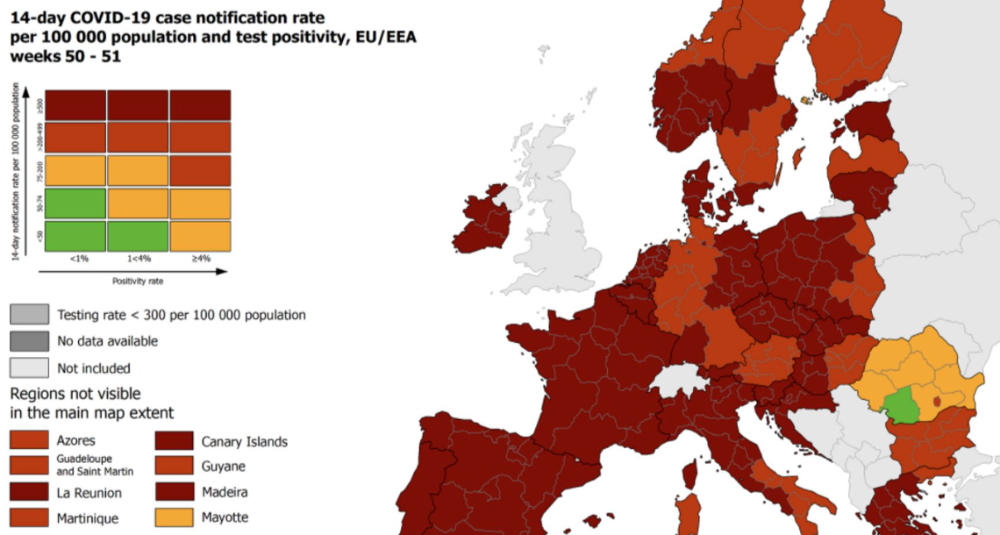 14-day COVID-19 case notification rate
per 100 000 population and test positivity, EU/EEA
weeks 50 - 51
14-day notification rate per 100 000 population
≥500
>200-499
75-200
50-74
<50
<1%
1<4%
≥4%
Positivity rate
Testing rate < 300 per 100 000 population
No data available
Not included
Regions not visible
in the main map extent
Azores
Canary Islands
Guadeloupe
and Saint Martin
Guyane
La Reunion
Madeira
Martinique
Mayotte